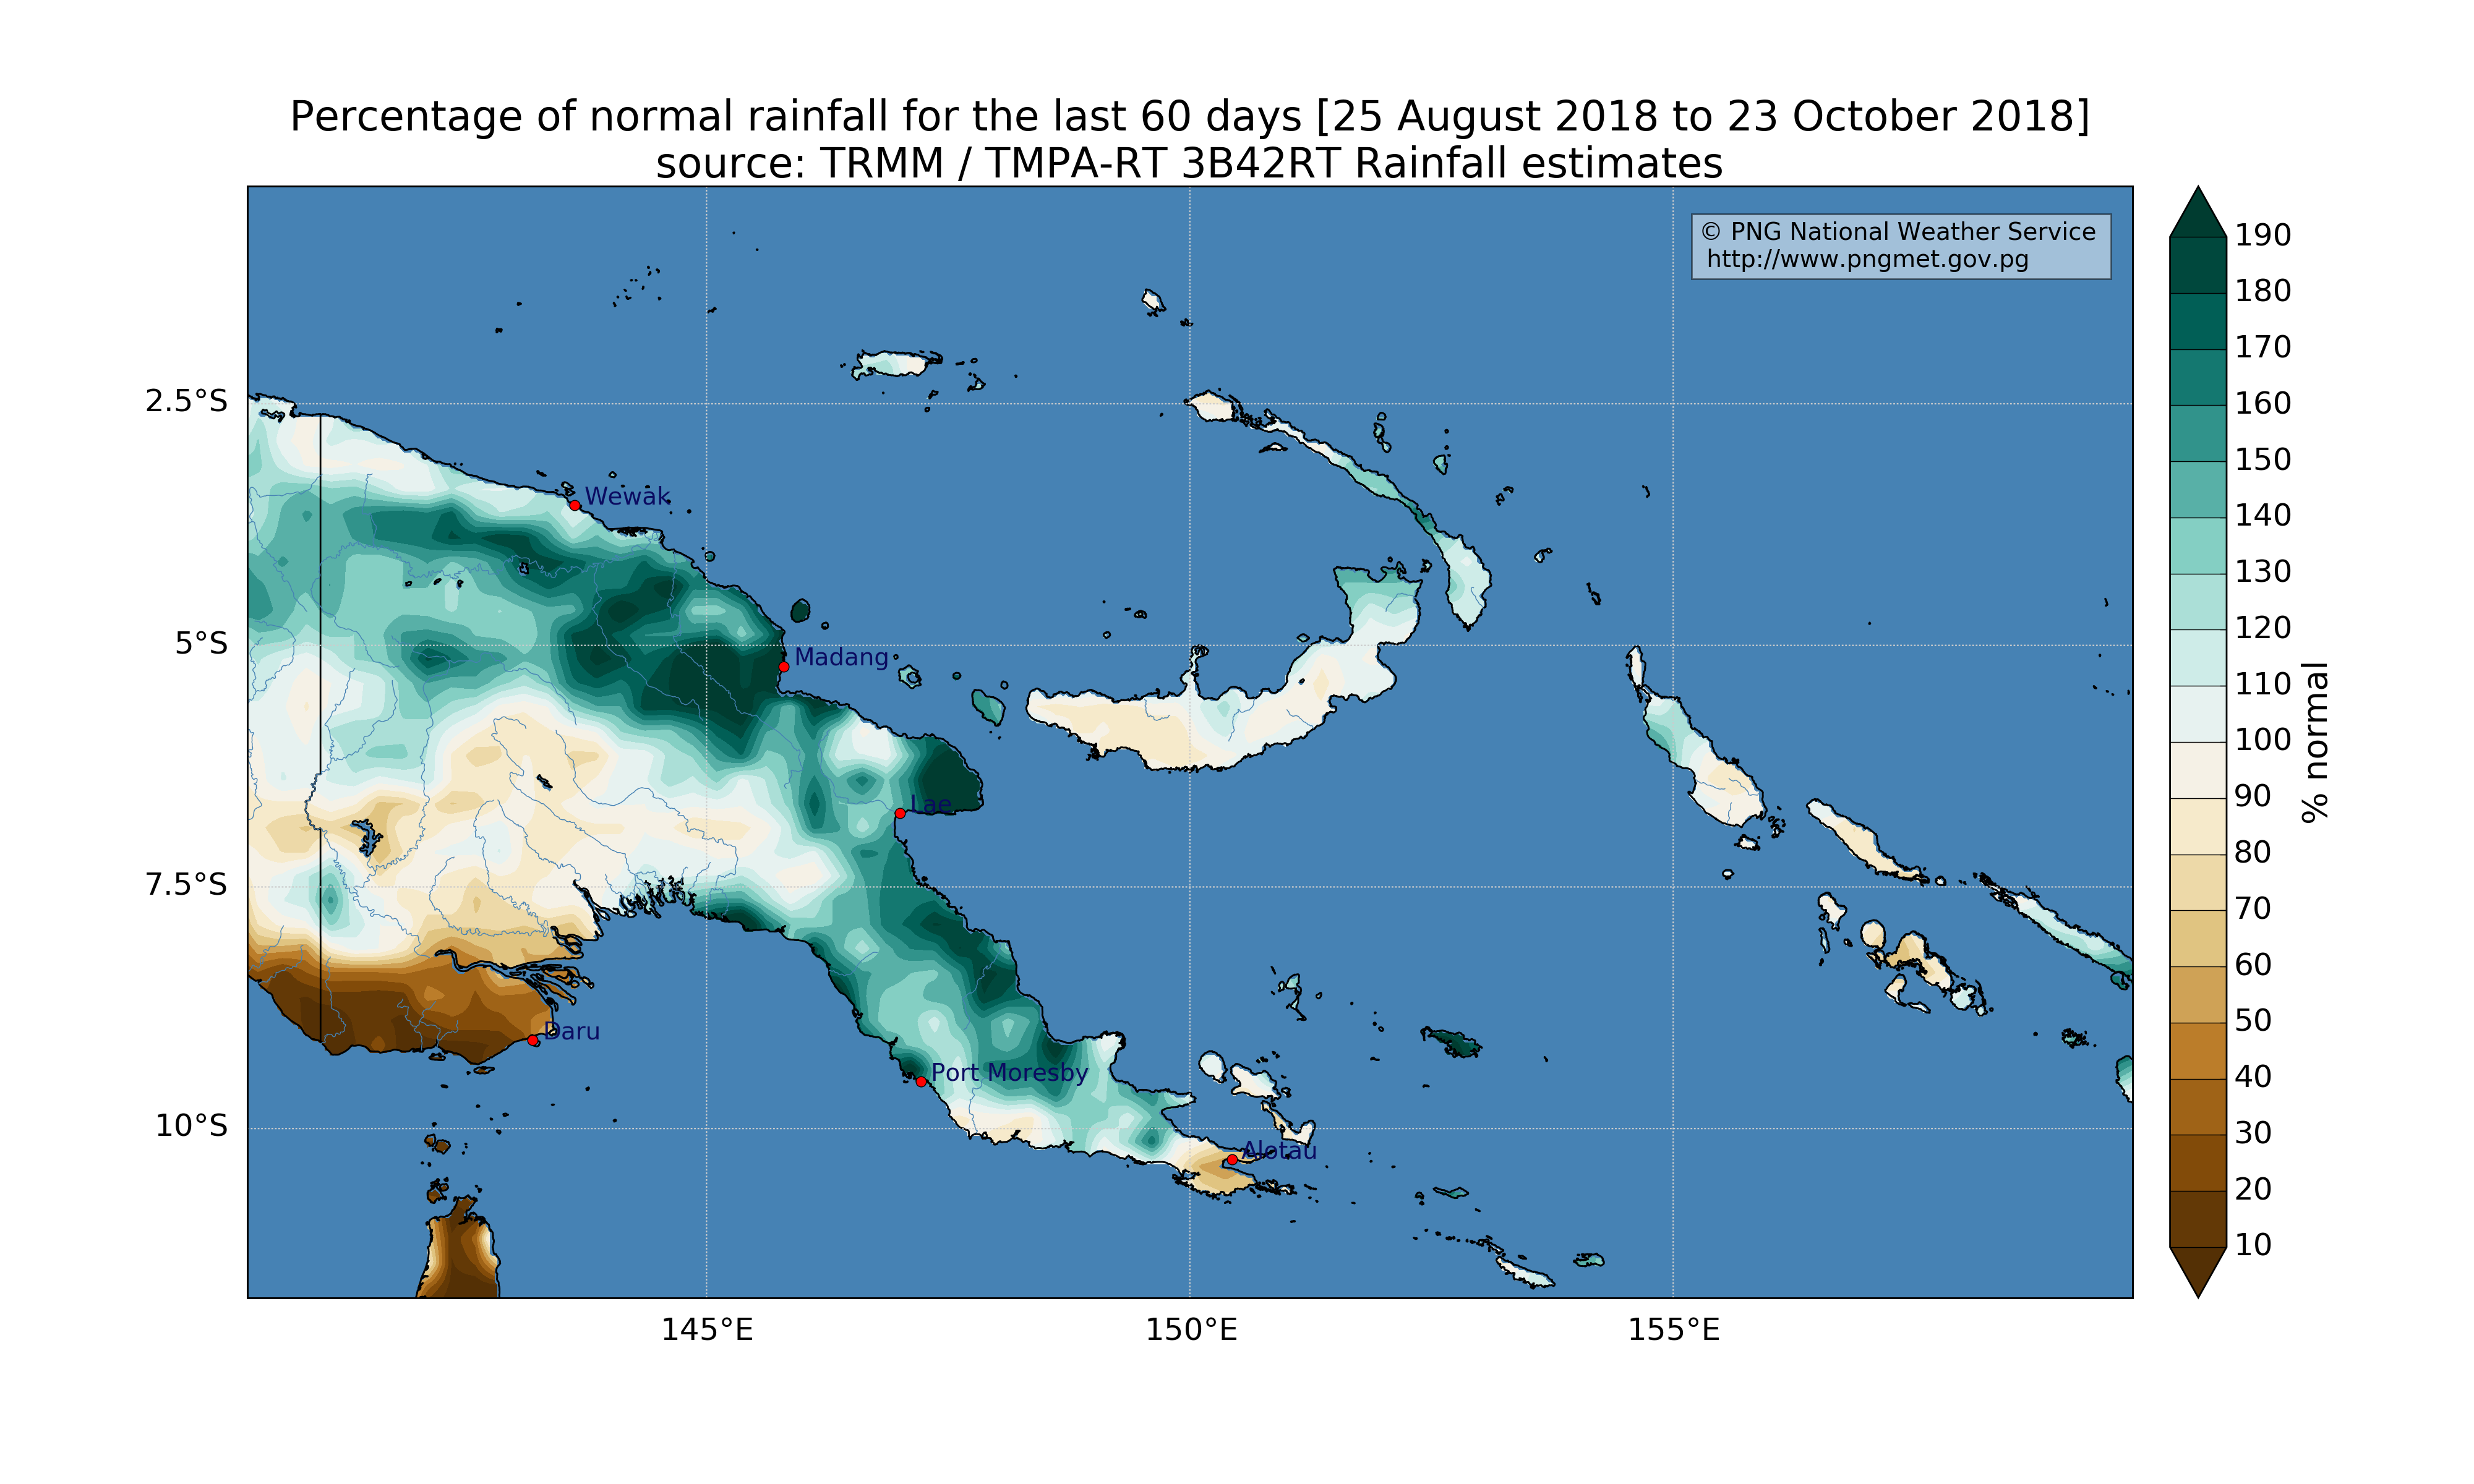 Percentage of normal rainfall for the last 60 days [25 August 2018 to 23 October 2018]
source: TRMM / TMPA-RT 3B42RT Rainfall estimates
© PNG National Weather Service
http://www.pngmet.gov.pg
2.5°S
5°S
7.5°S
10°S
Wewak
Madang
Lae
Daru
Port Moresby
Alotau
145°E
150°E
155°E
190
180
170
160
150
140
130
120
110
100
90
80
70
60
50
40
30
20
10
% normal